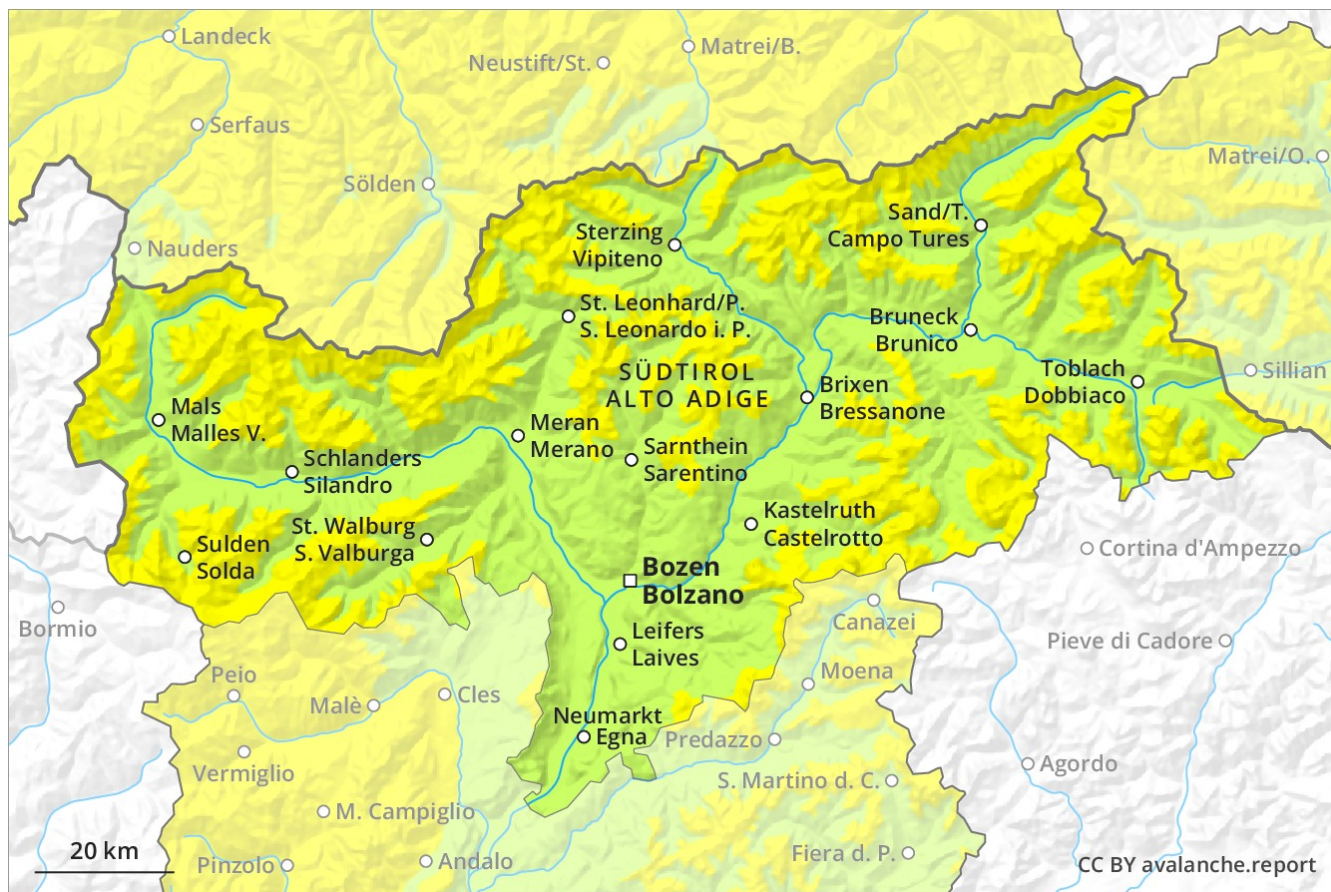 Landeck
Matrei/B.
Neustift/St.
Serfaus
Matrei/O.
Sölden
Sand/T.
Campo Tures
Sterzing
Vipiteno
Nauders
St. Leonhard/P.
S. Leonardo i. P.
Bruneck
Brunico
SÜDTIROL
ALTO ADIGE
Toblach
Dobbiaco
Sillian
Brixen
Bressanone
Mals
Malles V.
Meran
Merano
Sarnthein
Sarentino
Schlanders
Silandro
Kastelruth
Castelrotto
St. Walburg
S. Valburga
Sulden
Solda
Cortina d'Ampezzo
Bozen
Bolzano
Bormio
Canazei
Leifers
Laives
Pieve di Cadore
Peio
Moena
Malè
Cles
Neumarkt
Egna
Predazzo
Vermiglio
Agordo
S. Martino d. C.
M. Campiglio
20 km
Andalo
Pinzolo
Fiera d. P.
CC BY avalanche.report